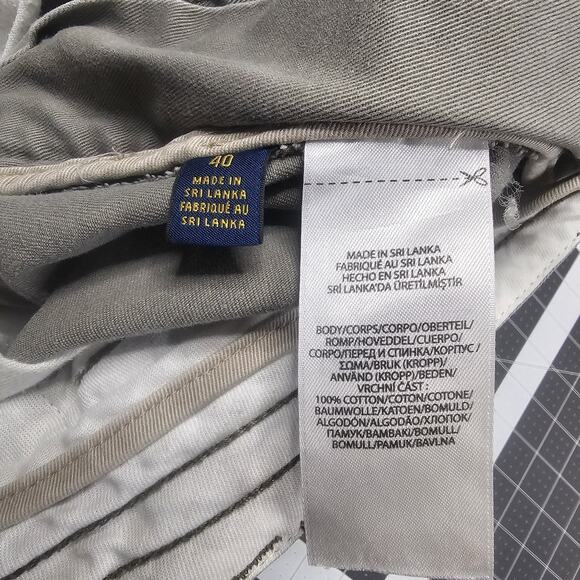 40
MADE IN
SRI LANKA
FABRIQUÉ AU
SRI LANKA
MADE IN SRI LANKA
FABRIQUÉ AU SRI LANKA
HECHO EN SRİ LANKA
SRİ LANKA'DA ÜRETİLMİŞTİR
BODY/CORPS/CORPO/OBERTEIL/
ROMP/HOVEDDEL/CUERPO/
CORPO/ПЕРЕД И СПИНКА/КОРПУС /
ΣΩΜΑ/BRUK (KROPP)/
ANVÄND (KROPP)/BEDEN/
VRCHNÍ ČÁST :
100% COTTON/COTON/COTONE/
BAUMWOLLE/KATOEN/BOMULD/
ALGODÓN/ALGODÃO/ХЛОПОК/
ПАМУК/ΒΑΜΒΑΚΙ/BOMULL/
BOMULL/PAMUK/BAVLNA